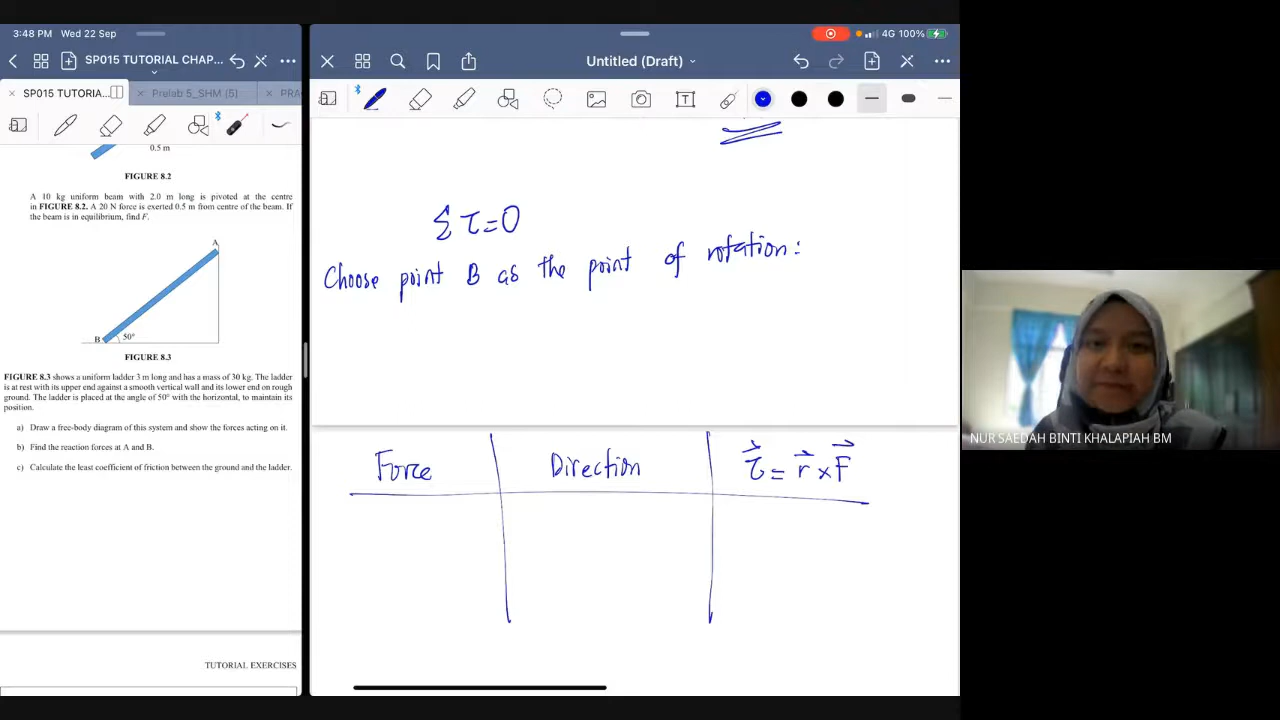 3:48 PM Wed 22 Sep
4G 100%
SP015 TUTORIAL CHAP...
Untitled (Draft)
SP015 TUTORIA...
Prelab 5_SHM (5)
PRA
0.5 m
FIGURE 8.2
A 10 kg uniform beam with 2.0 m long is pivoted at the centre
in FIGURE 8.2. A 20 N force is exerted 0.5 m from centre of the beam. If
the beam is in equilibrium, find F.
A
B
50°
FIGURE 8.3
FIGURE 8.3 shows a uniform ladder 3 m long and has a mass of 30 kg. The ladder
is at rest with its upper end against a smooth vertical wall and its lower end on rough
ground. The ladder is placed at the angle of 50° with the horizontal, to maintain its
position.
a) Draw a free-body diagram of this system and show the forces acting on it.
b) Find the reaction forces at A and B.
c) Calculate the least coefficient of friction between the ground and the ladder.
TUTORIAL EXERCISES
Στ=0
Choose point B as the point of rotation:
Force Direction τ⃗ = r⃗ × F⃗
NUR SAEDAH BINTI KHALAPIAH BM